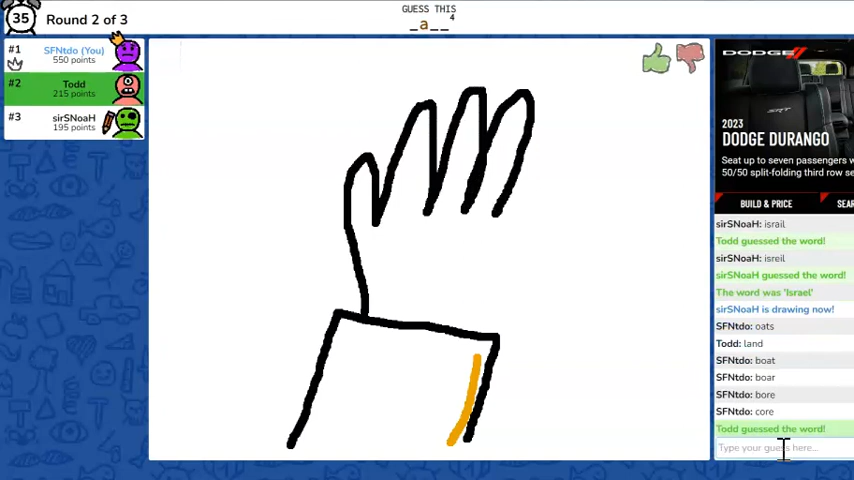 35
Round 2 of 3
GUESS THIS
_a__ 4
#1
SFNtdo (You)
550 points
#2
Todd
215 points
#3
sirSNoaH
195 points
DODGE
SRT
2023
DODGE DURANGO
Seat up to seven passengers w
50/50 split-folding third row se
BUILD & PRICE
SEAR
sirSNoaH: israil
Todd guessed the word!
sirSNoaH: isreil
sirSNoaH guessed the word!
The word was 'Israel'
sirSNoaH is drawing now!
SFNtdo: oats
Todd: land
SFNtdo: boat
SFNtdo: boar
SFNtdo: bore
SFNtdo: core
Todd guessed the word!
Type your guess here...